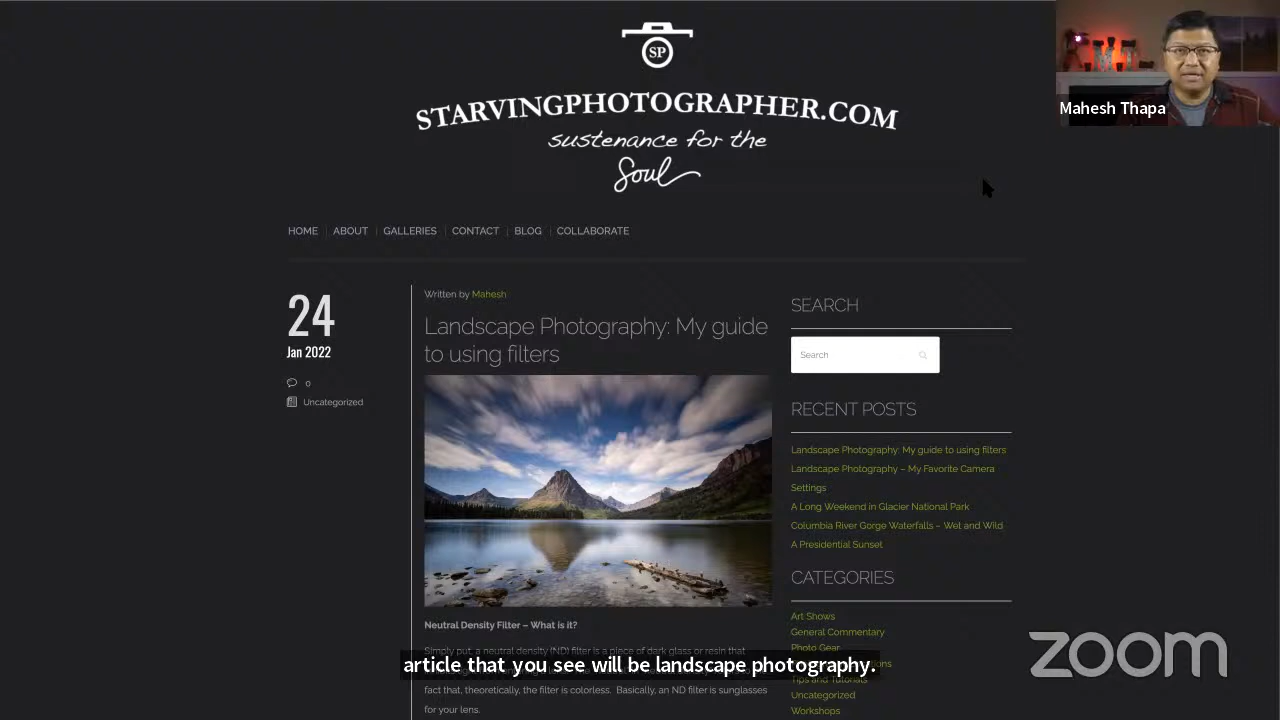 SP
STARVINGPHOTOGRAPHER.COM
sustenance for the
Soul
Mahesh Thapa
HOME ABOUT GALLERIES CONTACT BLOG COLLABORATE
24
Jan 2022
0
Uncategorized
Written by Mahesh
Landscape Photography: My guide
to using filters
Neutral Density Filter – What is it?
Simply put, a neutral density (ND) filter is a piece of dark glass or resin that
fact that, theoretically, the filter is colorless. Basically, an ND filter is sunglasses
for your lens.
SEARCH
Search
RECENT POSTS
Landscape Photography: My guide to using filters
Landscape Photography – My Favorite Camera
Settings
A Long Weekend in Glacier National Park
Columbia River Gorge Waterfalls – Wet and Wild
A Presidential Sunset
CATEGORIES
Art Shows
General Commentary
Photo Gear
Tips and Tutorials
Uncategorized
Workshops
article that you see will be landscape photography.
zoom